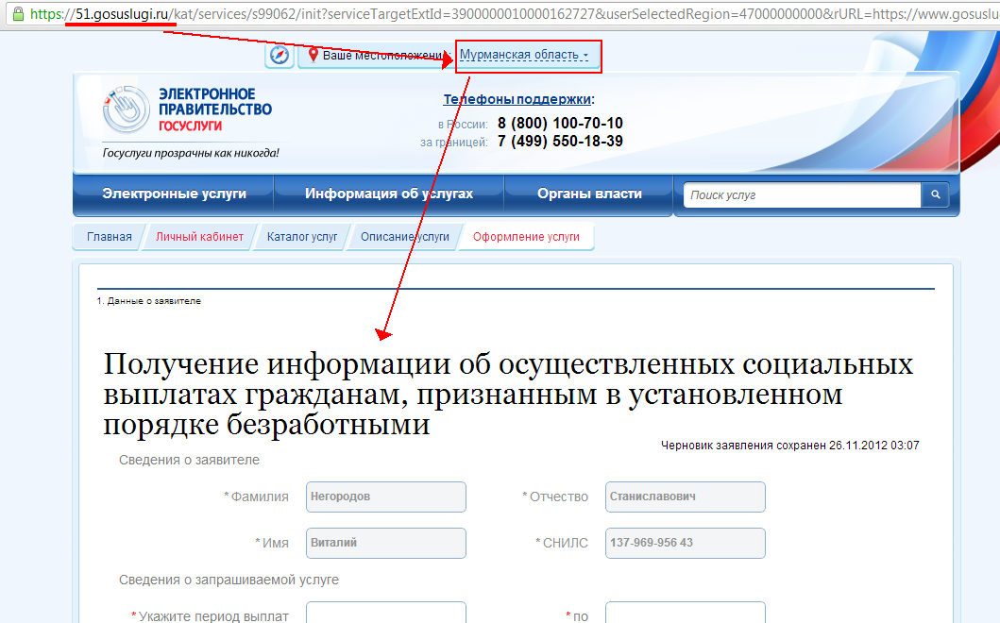 https://51.gosuslugi.ru/kat/services/s99062/init?serviceTargetExtId=3900000010000162727&userSelectedRegion=47000000000&rURL=https://www.gosuslu
Ваше местоположение: Мурманская область
ЭЛЕКТРОННОЕ
ПРАВИТЕЛЬСТВО
ГОСУСЛУГИ
Госуслуги прозрачны как никогда!
Телефоны поддержки:
в России: 8 (800) 100-70-10
за границей: 7 (499) 550-18-39
Электронные услуги Информация об услугах Органы власти Поиск услуг
Главная Личный кабинет Каталог услуг Описание услуги Оформление услуги
1. Данные о заявителе
Получение информации об осуществленных социальных
выплатах гражданам, признанным в установленном
порядке безработными
Черновик заявления сохранен 26.11.2012 03:07
Сведения о заявителе
* Фамилия Негородов * Отчество Станиславович
* Имя Виталий * СНИЛС 137-969-956 43
Сведения о запрашиваемой услуге
* Укажите период выплат * по